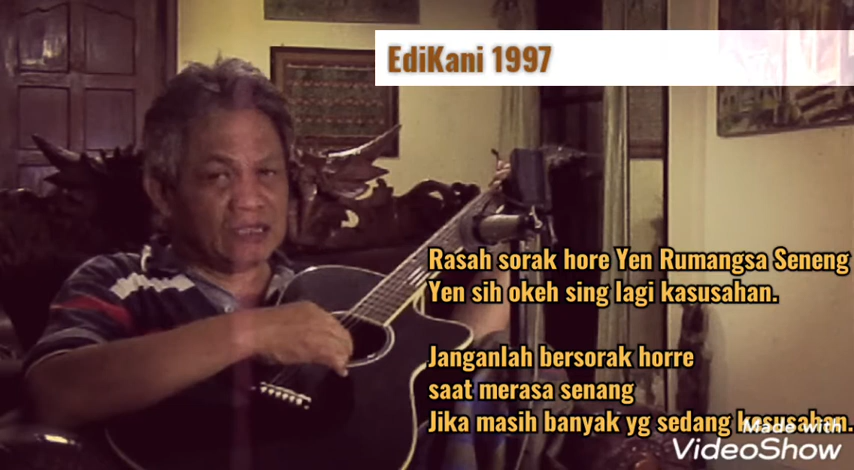 EdiKani 1997
Rasah sorak hore Yen Rumangsa Seneng
Yen sih okeh sing lagi kasusahan.
Janganlah bersorak horre
saat merasa senang
Jika masih banyak yg sedang kesusahan.
Made with
VideoShow